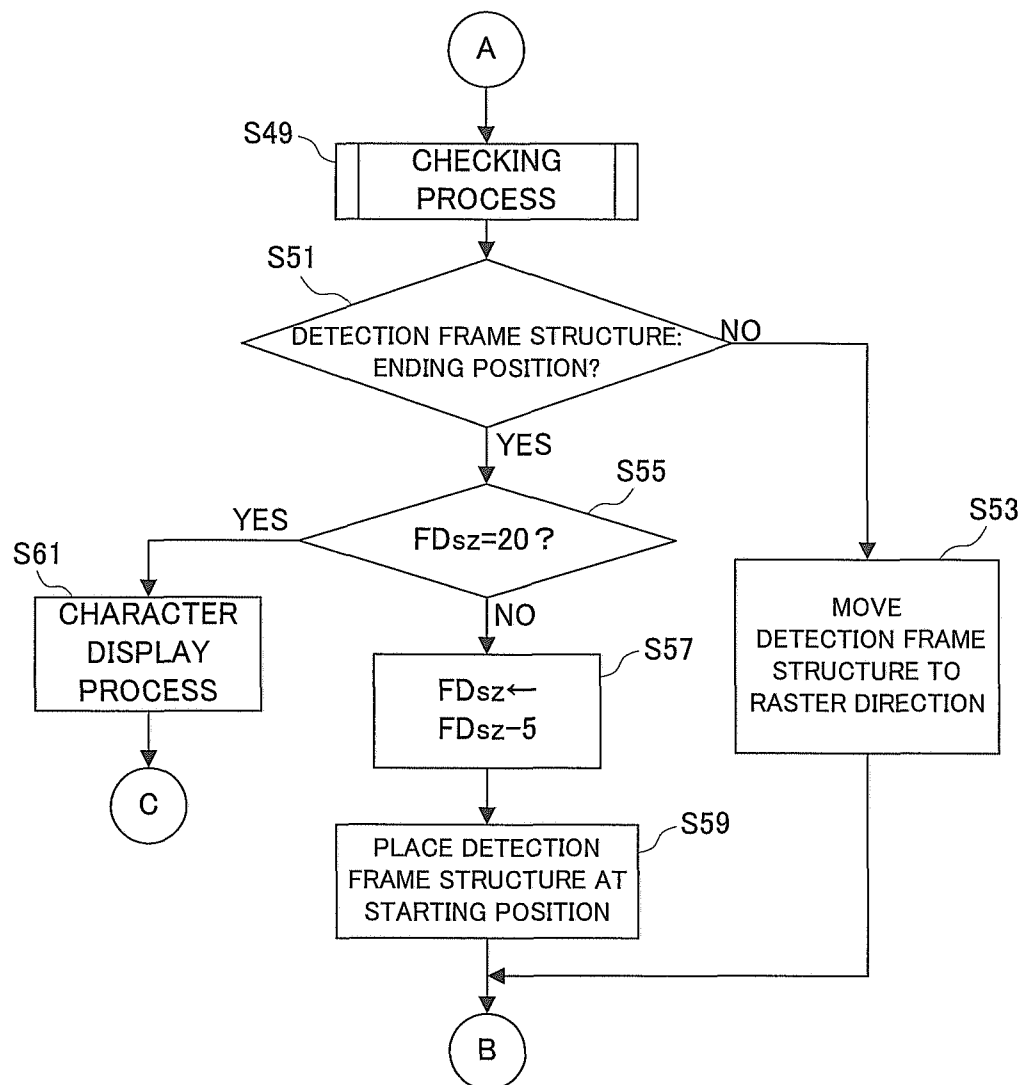 A
S49
CHECKING
PROCESS
S51
DETECTION FRAME STRUCTURE:
ENDING POSITION?
NO
YES
S55
YES
FDsz=20?
S53
S61
CHARACTER
DISPLAY
PROCESS
NO
S57
FDsz←
FDsz-5
MOVE
DETECTION FRAME
STRUCTURE TO
RASTER DIRECTION
C
S59
PLACE DETECTION
FRAME STRUCTURE AT
STARTING POSITION
B